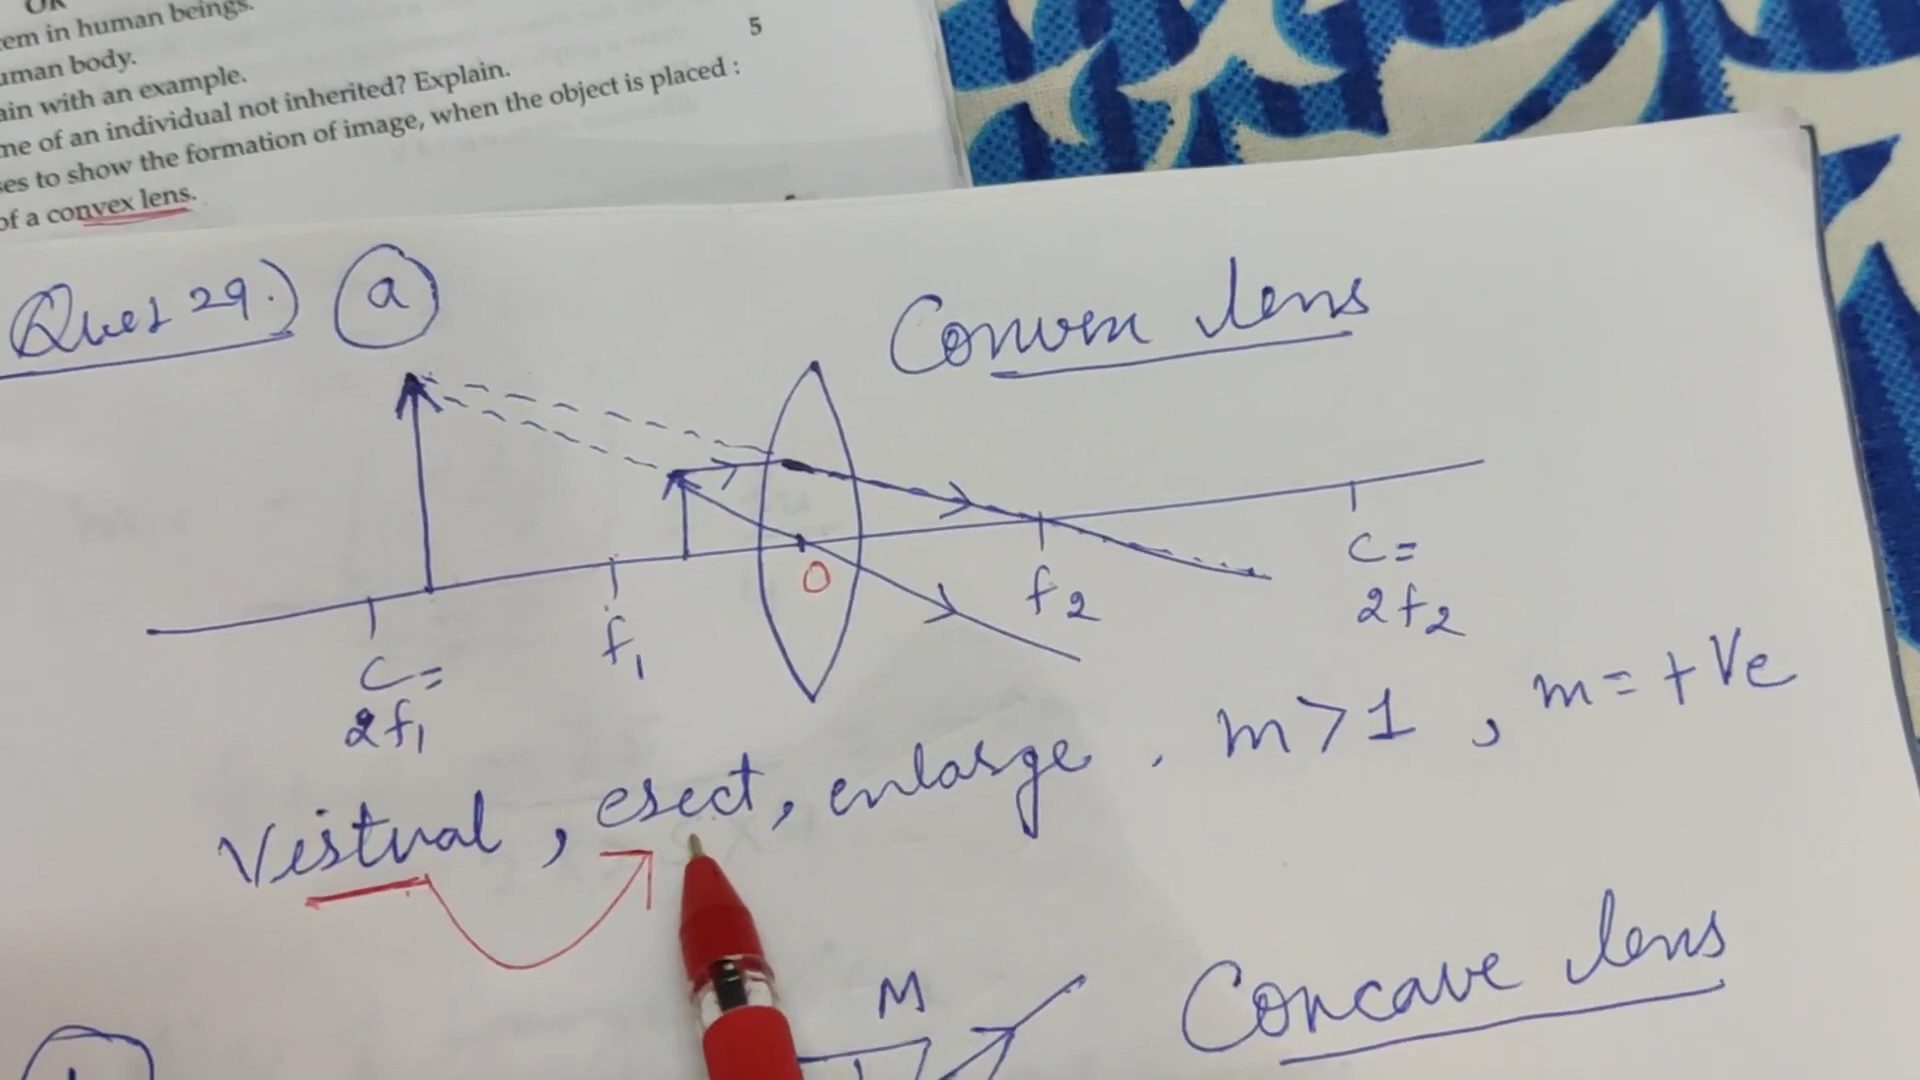 OR
em in human beings.
uman body.
ain with an example. 5
me of an individual not inherited? Explain.
es to show the formation of image, when the object is placed :
of a convex lens.
Ques 29.) a
Convex lens
O
f2
C =
2f2
f1
C =
2f1
Virtual, erect, enlarge. m>1, m = +ve
M
Concave lens